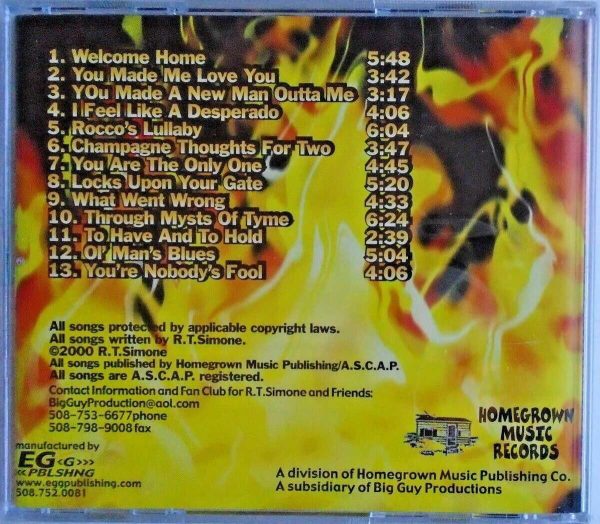 1. Welcome Home 5:48
2. You Made Me Love You 3:42
3. YOu Made A New Man Outta Me 3:17
4. I Feel Like A Desperado 4:06
5. Rocco's Lullaby 6:04
6. Champagne Thoughts For Two 3:47
7. You Are The Only One 4:45
8. Locks Upon Your Gate 5:20
9. What Went Wrong 4:33
10. Through Mysts Of Tyme 6:24
11. To Have And To Hold 2:39
12. Ol' Man's Blues 5:04
13. You're Nobody's Fool 4:06
All songs protected by applicable copyright laws.
All songs written by R.T.Simone.
©2000 R.T.Simone
All songs published by Homegrown Music Publishing/A.S.C.A.P.
All songs are A.S.C.A.P. registered.
Contact Information and Fan Club for R.T.Simone and Friends:
BigGuyProduction@aol.com
508-753-6677phone
508-798-9008fax
manufactured by
EG <G>>>
<<PBLSHNG
www.eggpublishing.com
508.752.0081
HOMEGROWN
MUSIC
RECORDS
A division of Homegrown Music Publishing Co.
A subsidiary of Big Guy Productions